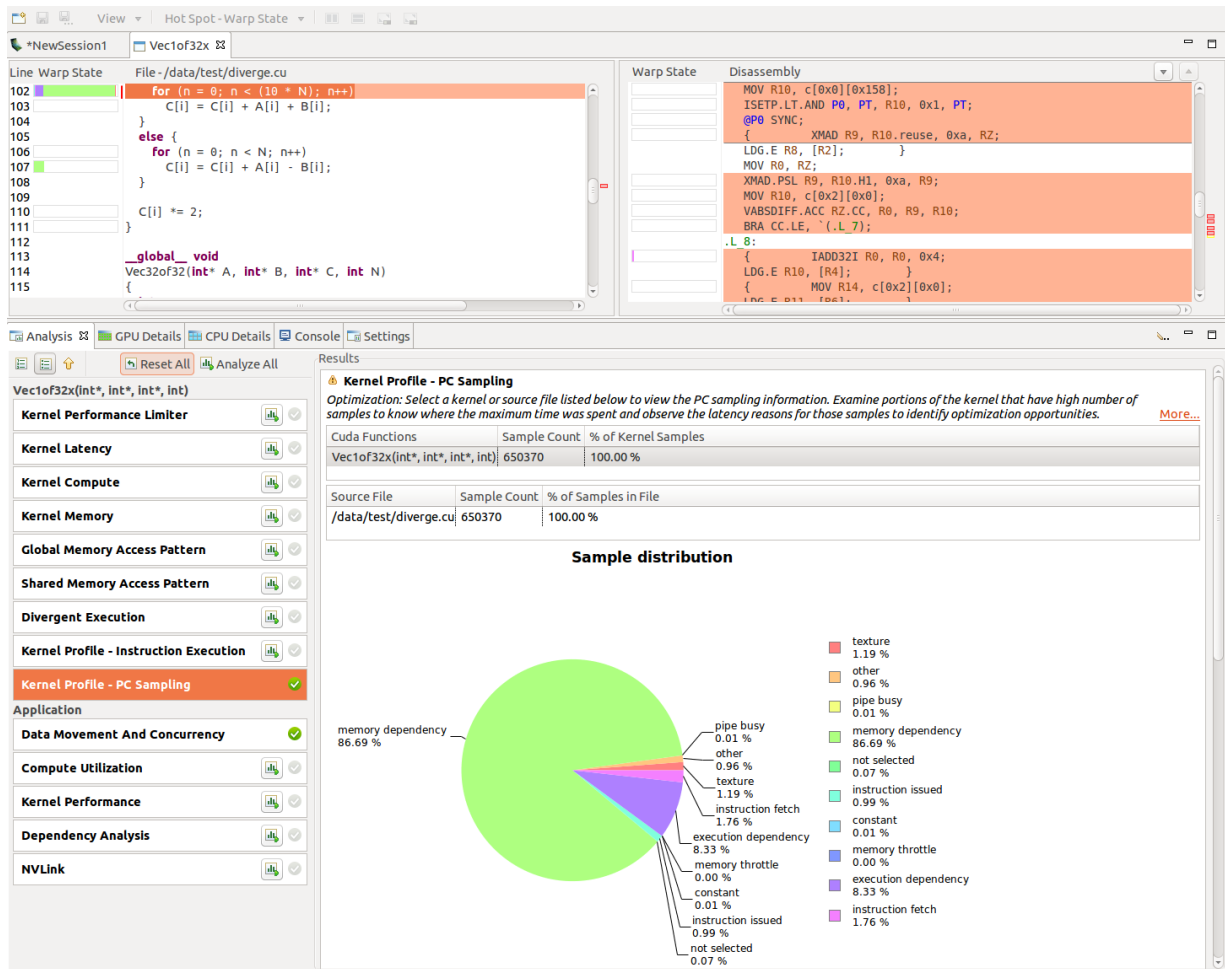 View Hot Spot - Warp State
*NewSession1 Vec1of32x
Line Warp State File - /data/test/diverge.cu
102 for (n = 0; n < (10 * N); n++)
103 C[i] = C[i] + A[i] + B[i];
104 }
105 else {
106 for (n = 0; n < N; n++)
107 C[i] = C[i] + A[i] - B[i];
108 }
109
110 C[i] *= 2;
111 }
112
113 __global__ void
114 Vec32of32(int* A, int* B, int* C, int N)
115 {
Warp State Disassembly
MOV R10, c[0x0][0x158];
ISETP.LT.AND P0, PT, R10, 0x1, PT;
@P0 SYNC;
{ XMAD R9, R10.reuse, 0xa, RZ;
LDG.E R8, [R2]; }
MOV R0, RZ;
XMAD.PSL R9, R10.H1, 0xa, R9;
MOV R10, c[0x2][0x0];
VABSDIFF.ACC RZ.CC, R0, R9, R10;
BRA CC.LE, `(.L_7);
.L_8:
{ IADD32I R0, R0, 0x4;
LDG.E R10, [R4]; }
{ MOV R14, c[0x2][0x0];
LDG.E R11, [R6]; }
Analysis GPU Details CPU Details Console Settings
Reset All Analyze All
Vec1of32x(int*, int*, int*, int)
Kernel Performance Limiter
Kernel Latency
Kernel Compute
Kernel Memory
Global Memory Access Pattern
Shared Memory Access Pattern
Divergent Execution
Kernel Profile - Instruction Execution
Kernel Profile - PC Sampling
Application
Data Movement And Concurrency
Compute Utilization
Kernel Performance
Dependency Analysis
NVLink
Results
Kernel Profile - PC Sampling
Optimization: Select a kernel or source file listed below to view the PC sampling information. Examine portions of the kernel that have high number of
samples to know where the maximum time was spent and observe the latency reasons for those samples to identify optimization opportunities. More...
Cuda Functions Sample Count % of Kernel Samples
Vec1of32x(int*, int*, int*, int) 650370 100.00 %
Source File Sample Count % of Samples in File
/data/test/diverge.cu 650370 100.00 %
Sample distribution
memory dependency
86.69 %
pipe busy
0.01 %
other
0.96 %
texture
1.19 %
instruction fetch
1.76 %
execution dependency
8.33 %
memory throttle
0.00 %
constant
0.01 %
instruction issued
0.99 %
not selected
0.07 %
texture
1.19 %
other
0.96 %
pipe busy
0.01 %
memory dependency
86.69 %
not selected
0.07 %
instruction issued
0.99 %
constant
0.01 %
memory throttle
0.00 %
execution dependency
8.33 %
instruction fetch
1.76 %